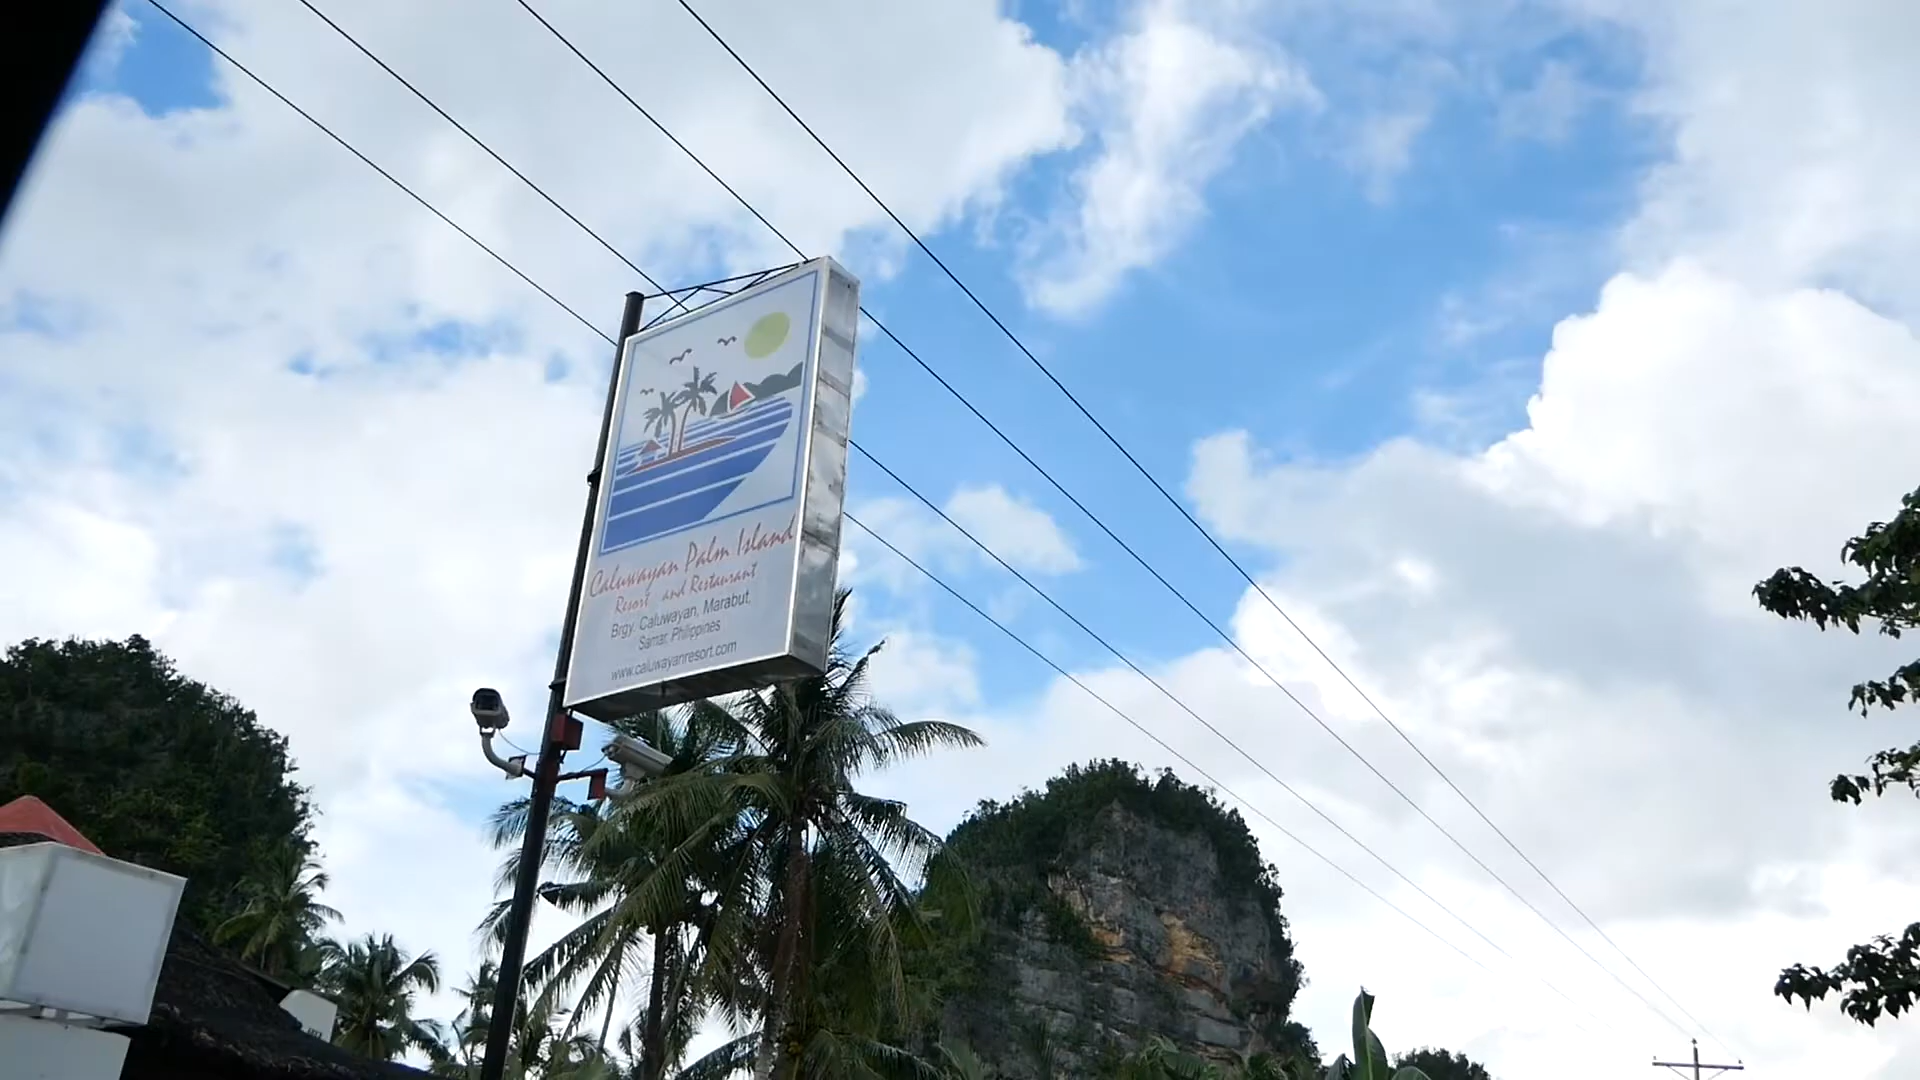 Caluwayan Palm Island
Resort and Restaurant
Brgy. Caluwayan, Marabut,
Samar, Philippines
www.caluwayanresort.com